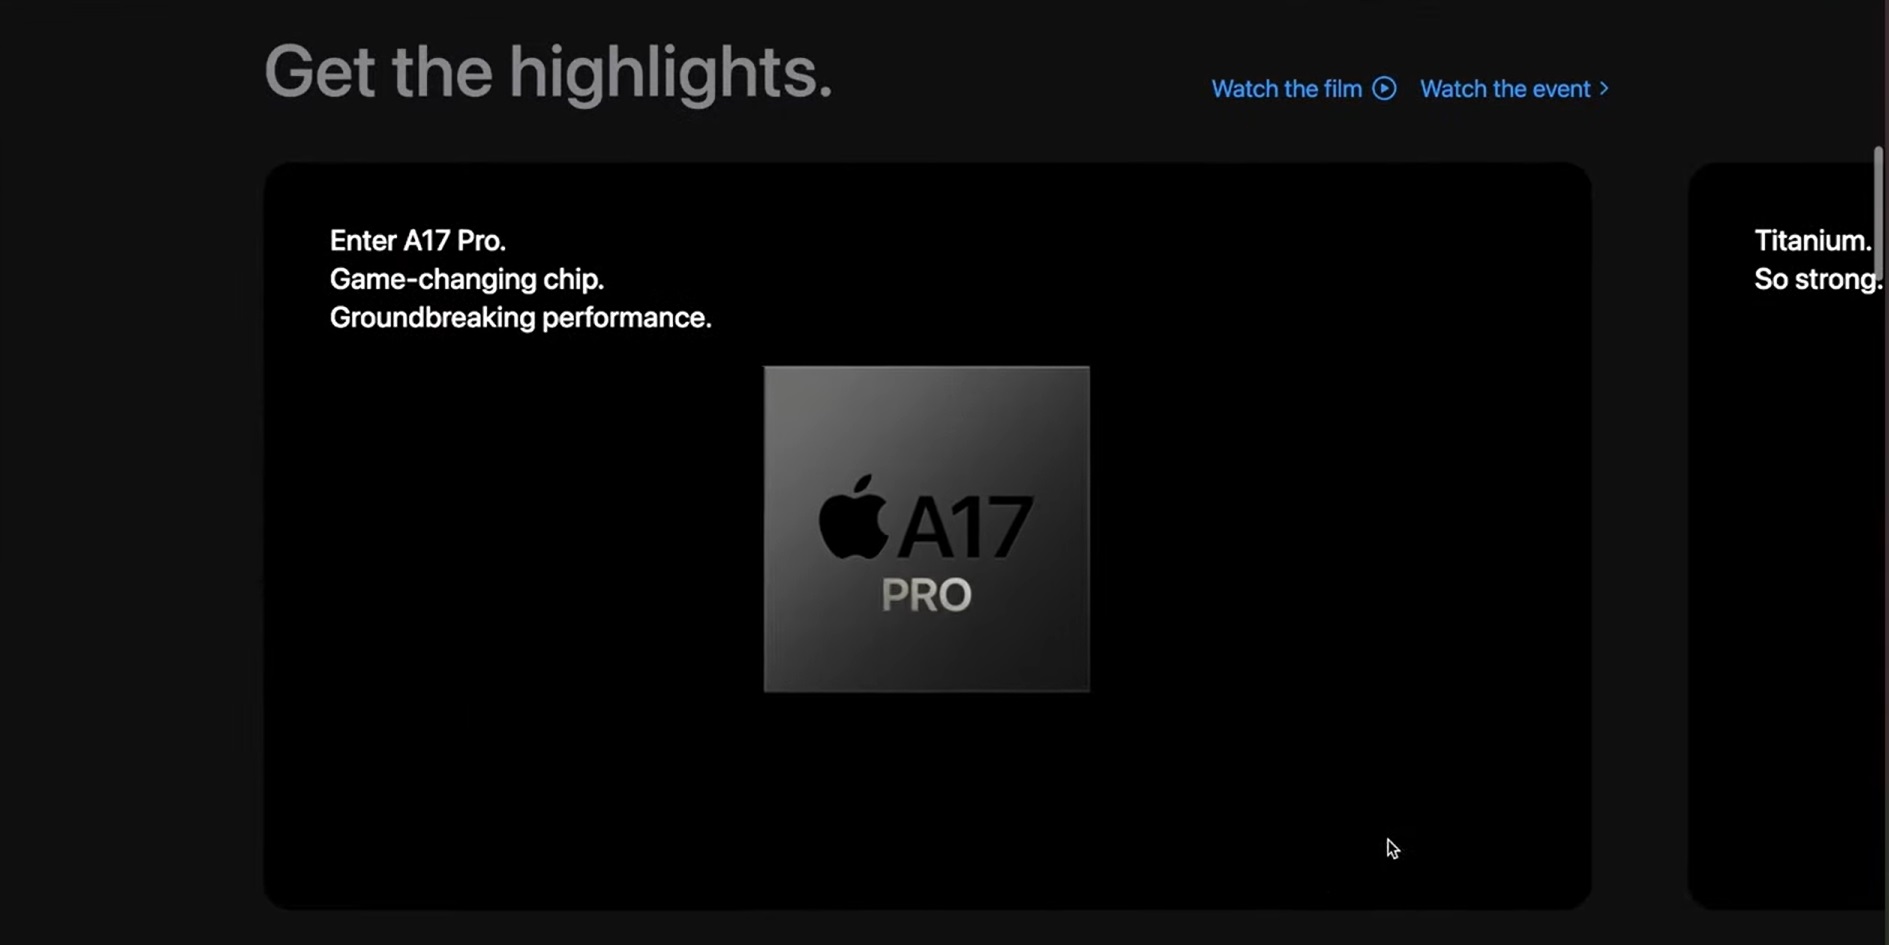 Get the highlights.
Watch the film
Watch the event
Enter A17 Pro.
Game-changing chip.
Groundbreaking performance.
A17
PRO
Titanium.
So strong.